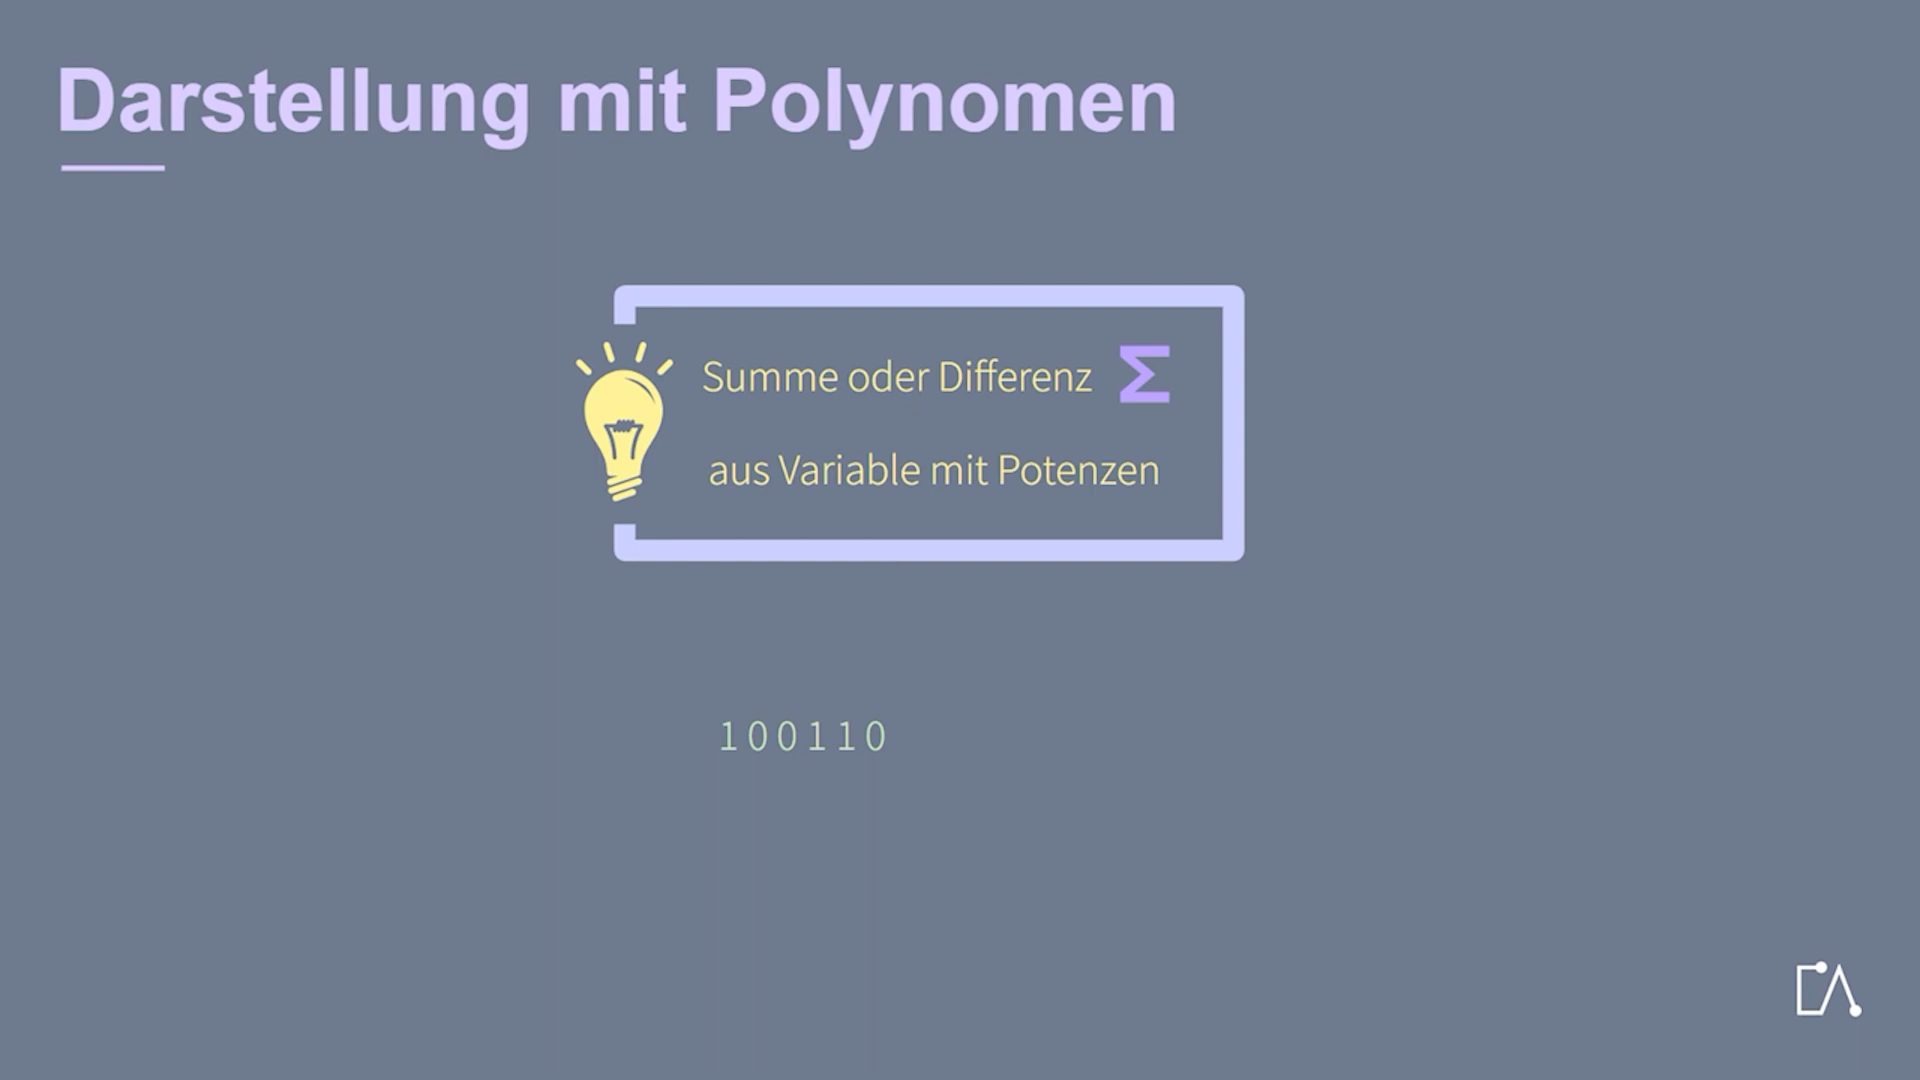 Darstellung mit Polynomen
Summe oder Differenz Σ
aus Variable mit Potenzen
100110